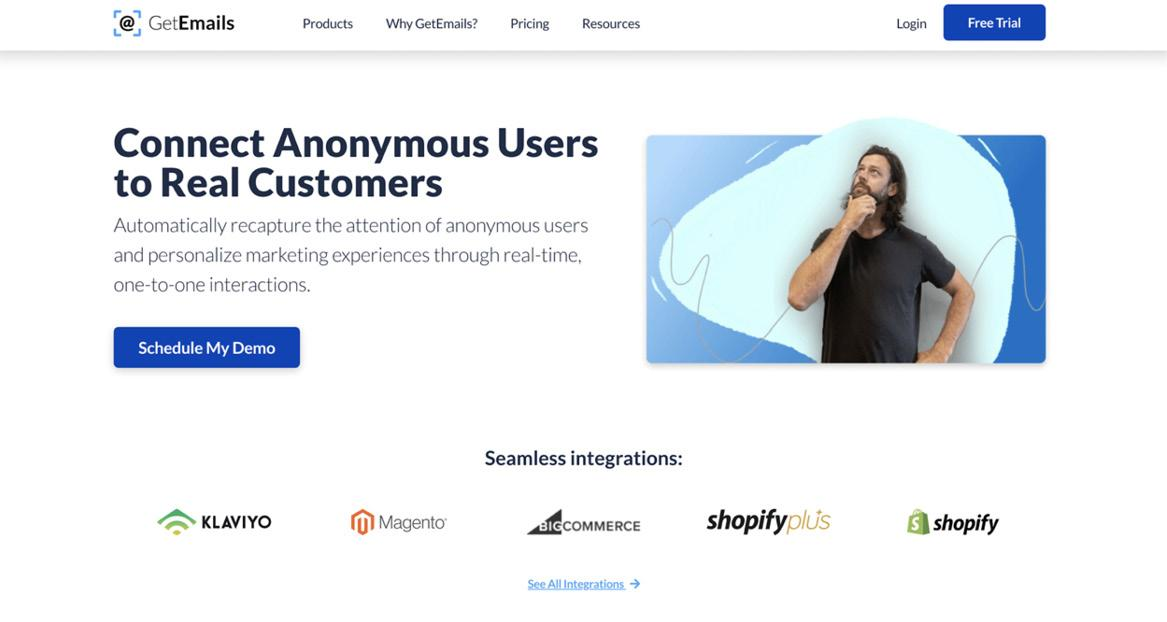 @ GetEmails
Products Why GetEmails? Pricing Resources Login Free Trial
Connect Anonymous Users
to Real Customers
Automatically recapture the attention of anonymous users
and personalize marketing experiences through real-time,
one-to-one interactions.
Schedule My Demo
Seamless integrations:
KLAVIYO Magento BIGCOMMERCE shopifyplus shopify
See All Integrations →